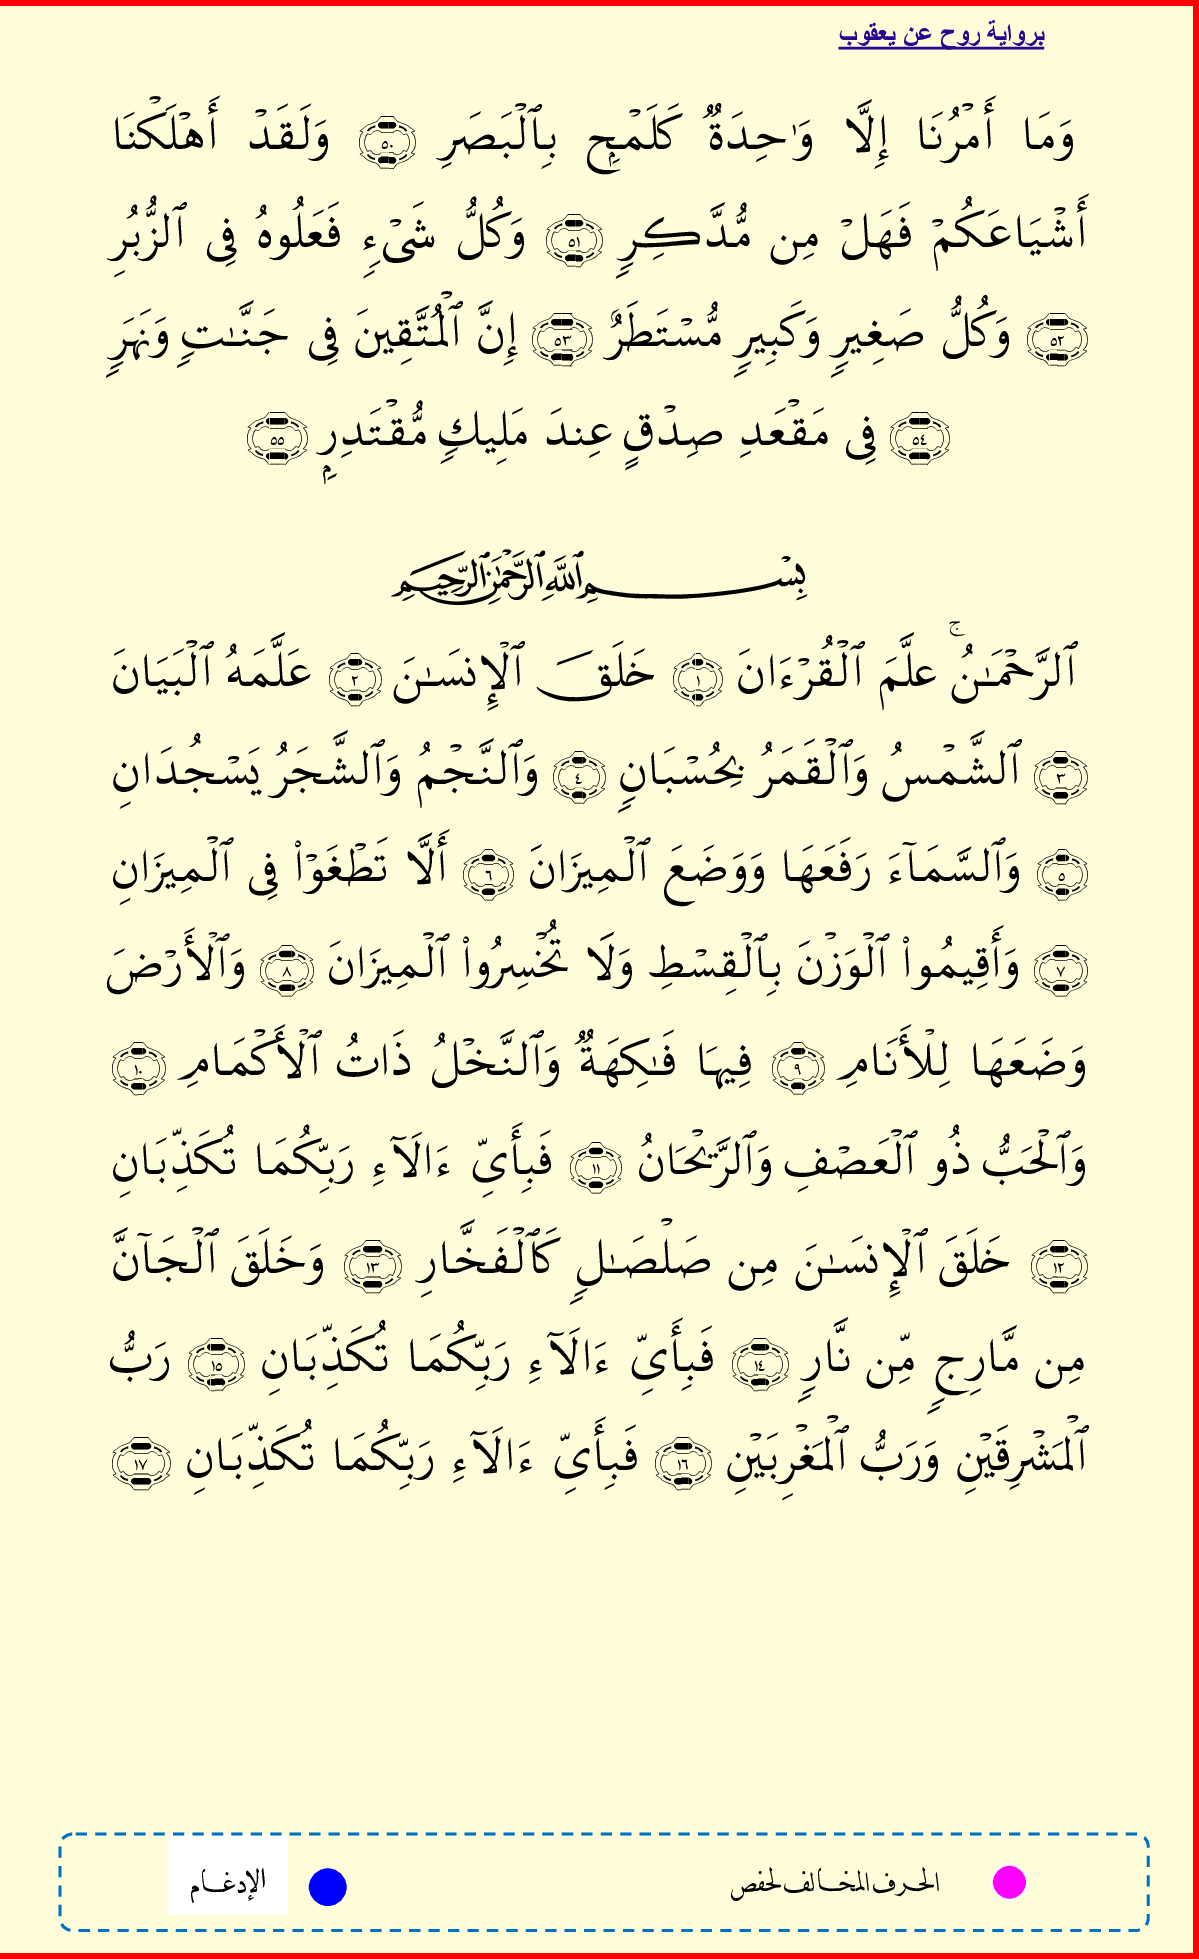 برواية روح عن يعقوب
وَمَا أَمْرُنَا إِلَّا وَٰحِدَةٌ كَلَمْحِۭ بِٱلْبَصَرِ ٥٠ وَلَقَدْ أَهْلَكْنَا
أَشْيَاعَكُمْ فَهَلْ مِن مُّدَّكِرٍ ٥١ وَكُلُّ شَىْءٍ فَعَلُوهُ فِى ٱلزُّبُرِ
٥٢ وَكُلُّ صَغِيرٍ وَكَبِيرٍ مُّسْتَطَرٌ ٥٣ إِنَّ ٱلْمُتَّقِينَ فِى جَنَّـٰتٍ وَنَهَرٍ
٥٤ فِى مَقْعَدِ صِدْقٍ عِندَ مَلِيكٍ مُّقْتَدِرِۭ ٥٥
بِسْمِ ٱللَّهِ ٱلرَّحْمَـٰنِ ٱلرَّحِيمِ
ٱلرَّحْمَـٰنُ ۚ علَّمَ ٱلْقُرْءَانَ ١ خَلَقَ ٱلْإِنسَـٰنَ ٢ عَلَّمَهُ ٱلْبَيَانَ
٣ ٱلشَّمْسُ وَٱلْقَمَرُ بِحُسْبَانٍ ٤ وَٱلنَّجْمُ وَٱلشَّجَرُ يَسْجُدَانِ
٥ وَٱلسَّمَآءَ رَفَعَهَا وَوَضَعَ ٱلْمِيزَانَ ٦ أَلَّا تَطْغَوْا۟ فِى ٱلْمِيزَانِ
٧ وَأَقِيمُوا۟ ٱلْوَزْنَ بِٱلْقِسْطِ وَلَا تُخْسِرُوا۟ ٱلْمِيزَانَ ٨ وَٱلْأَرْضَ
وَضَعَهَا لِلْأَنَامِ ٩ فِيهَا فَـٰكِهَةٌ وَٱلنَّخْلُ ذَاتُ ٱلْأَكْمَامِ ١٠
وَٱلْحَبُّ ذُو ٱلْعَصْفِ وَٱلرَّيْحَانُ ١١ فَبِأَىِّ ءَالَآءِ رَبِّكُمَا تُكَذِّبَانِ
١٢ خَلَقَ ٱلْإِنسَـٰنَ مِن صَلْصَـٰلٍ كَٱلْفَخَّارِ ١٣ وَخَلَقَ ٱلْجَآنَّ
مِن مَّارِجٍ مِّن نَّارٍ ١٤ فَبِأَىِّ ءَالَآءِ رَبِّكُمَا تُكَذِّبَانِ ١٥ رَبُّ
ٱلْمَشْرِقَيْنِ وَرَبُّ ٱلْمَغْرِبَيْنِ ١٦ فَبِأَىِّ ءَالَآءِ رَبِّكُمَا تُكَذِّبَانِ ١٧
الحرف المخالف لحفص الإدغام